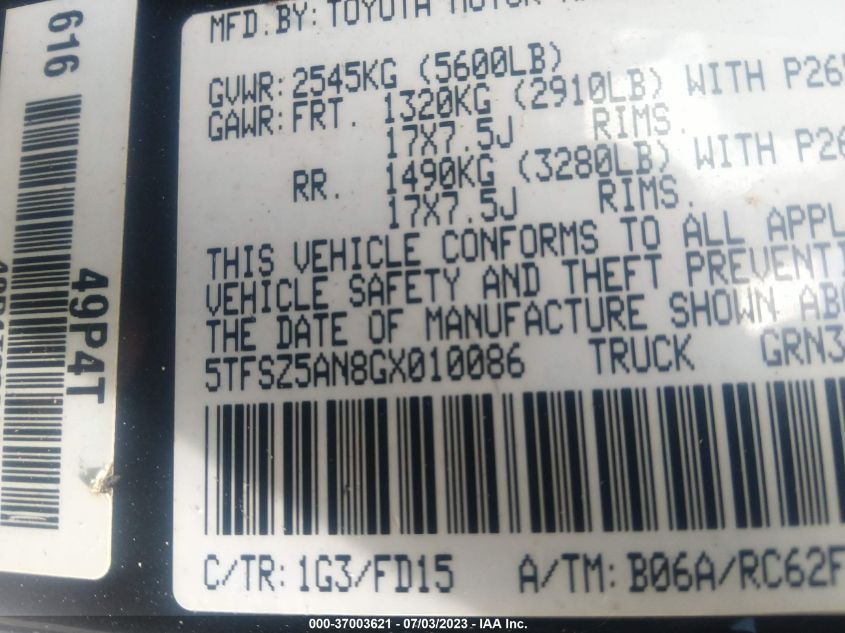 616
49P4T
MFD.BY: TOYOTA MOTOR
GVWR: 2545KG (5600LB)
GAWR: FRT. 1320KG (2910LB) WITH P26
17X7.5J RIMS.
RR. 1490KG (3280LB) WITH P26
17X7.5J RIMS.
THIS VEHICLE CONFORMS TO ALL APPL
VEHICLE SAFETY AND THEFT PREVENTI
THE DATE OF MANUFACTURE SHOWN ABO
5TFSZ5AN8GX010086 TRUCK GRN3
C/TR: 1G3/FD15 A/TM: B06A/RC62F
000-37003621 - 07/03/2023 - IAA Inc.